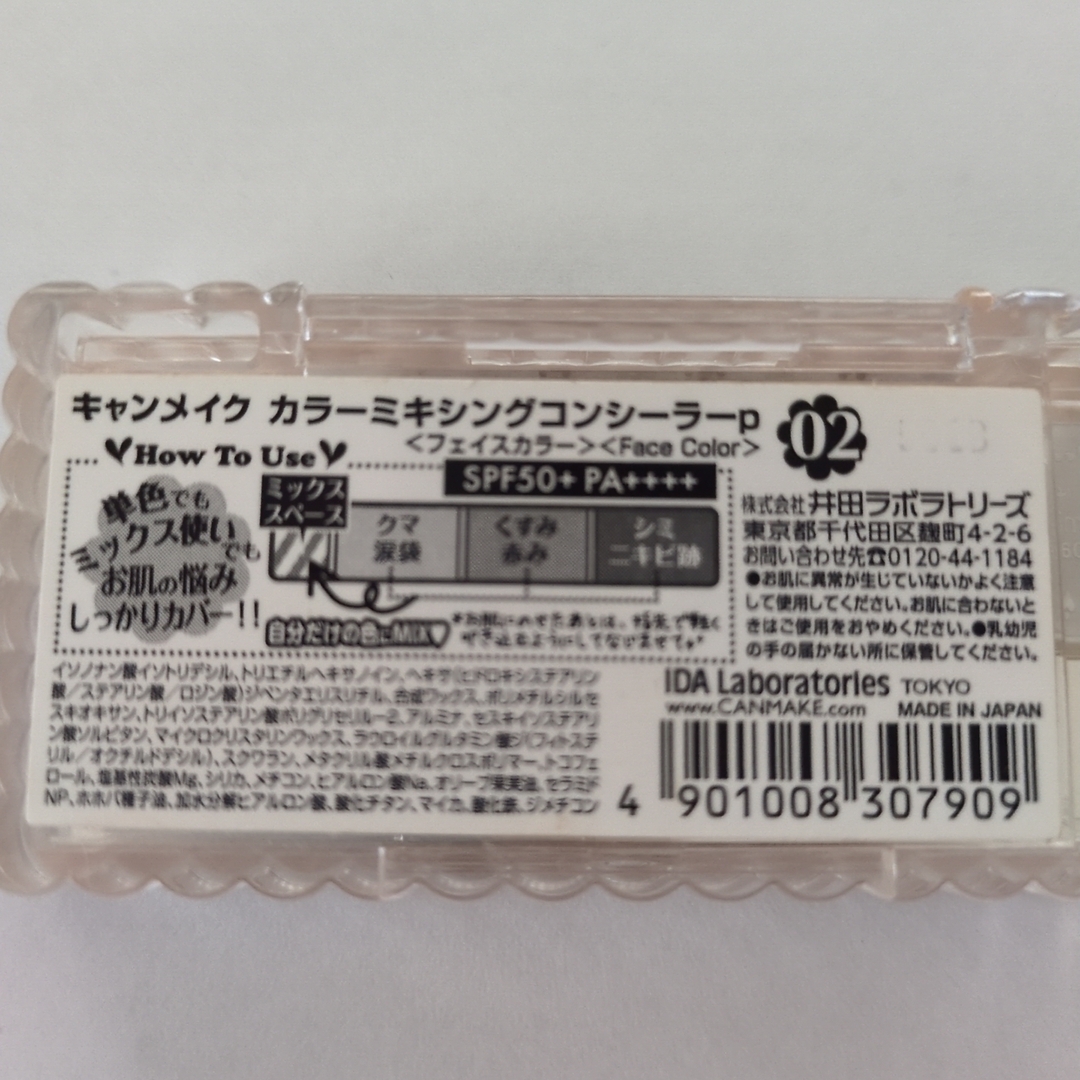 キャンメイク カラーミキシングコンシーラーp
＜フェイスカラー＞＜Face Color＞
02
How To Use
SPF50+ PA++++
単色でも
ミックス使い
でも
お肌の悩み
しっかりカバー!!
ミックス
スペース
クマ
涙袋
くすみ
赤み
シミ
ニキビ跡
自分だけの色にMIX
株式会社 井田ラボラトリーズ
東京都千代田区麹町4-2-6
お問い合わせ先☎0120-44-1184
●お肌に異常が生じていないかよく注意
して使用してください。お肌に合わないと
きはご使用をおやめください。●乳幼児
の手の届かない所に保管してください。
イソノナン酸イソトリデシル、トリエチルヘキサノイン、ヘキサ(ヒドロキシステアリン
酸／ステアリン酸／ロジン酸)ジペンタエリスリチル、合成ワックス、ポリメチルシルセ
スキオキサン、トリイソステアリン酸ポリグリセリル-2、アルミナ、セスキイソステアリ
ン酸ソルビタン、マイクロクリスタリンワックス、ラウロイルグルタミン酸ジ(フィトステ
リル／オクチルドデシル)、スクワラン、メタクリル酸メチルクロスポリマー、トコフェ
ロール、塩基性炭酸Mg、シリカ、メチコン、ヒアルロン酸Na、オリーブ果実油、セラミド
NP、ホホバ種子油、加水分解ヒアルロン酸、酸化チタン、マイカ、酸化鉄、ジメチコン
IDA Laboratories TOKYO
www.CANMAKE.com MADE IN JAPAN
4 901008 307909